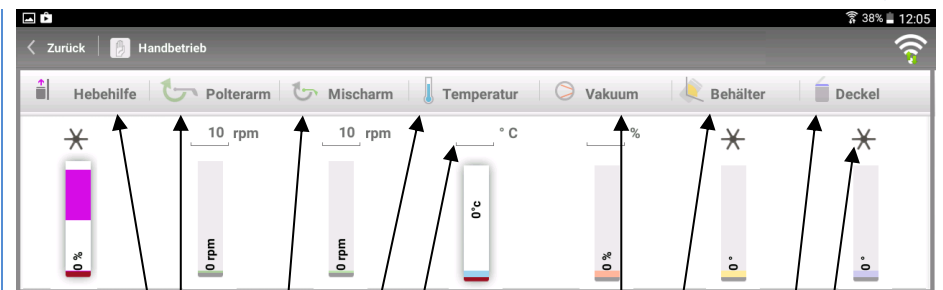 38% 12:05
Zurück Handbetrieb
Hebehilfe Polterarm Mischarm Temperatur Vakuum Behälter Deckel
10 rpm 10 rpm ° C %
0 % 0 rpm 0 rpm 0°c 0 % 0° 0°